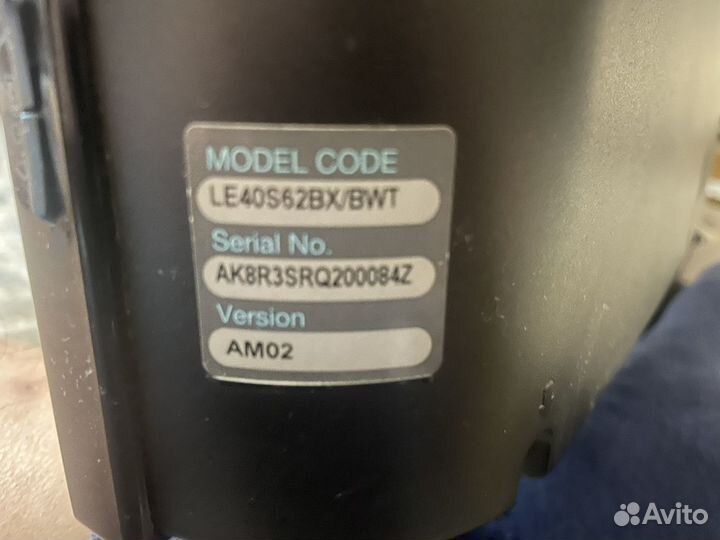 MODEL CODE
LE40S62BX/BWT
Serial No.
AK8R3SRQ200084Z
Version
AM02
Avito